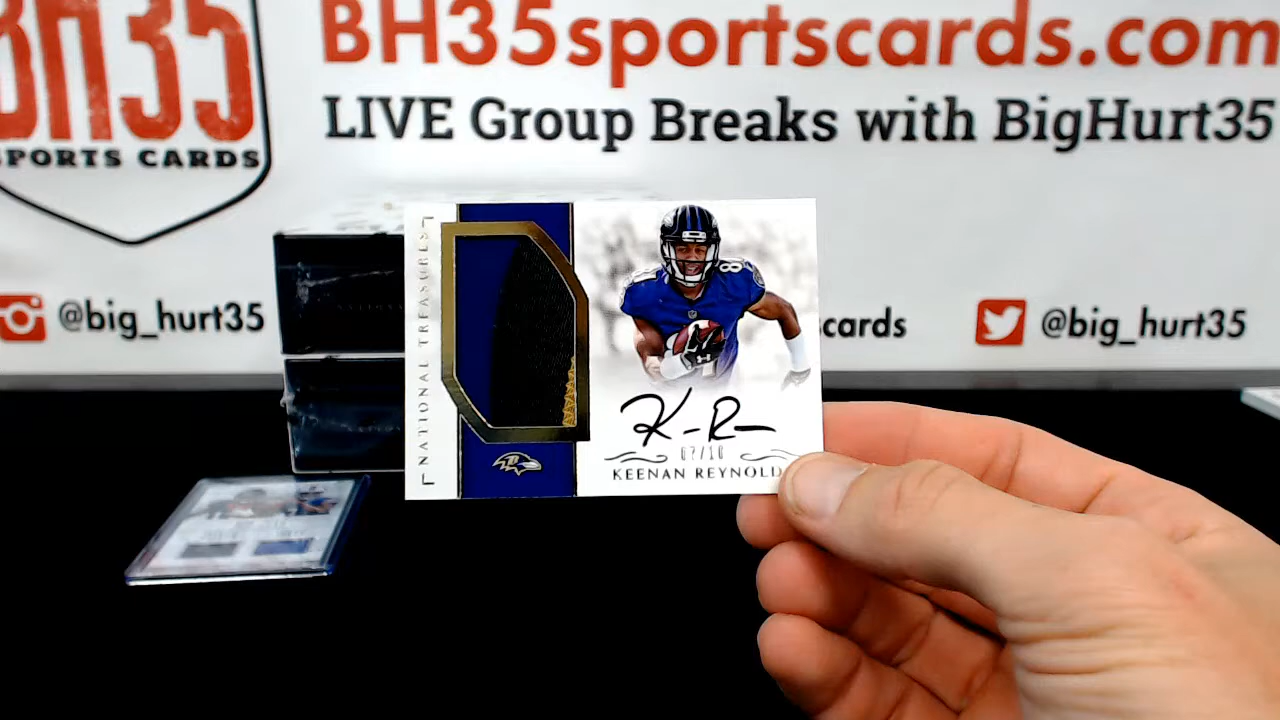 BH35
SPORTS CARDS
BH35sportscards.com
LIVE Group Breaks with BigHurt35
@big_hurt35
cards
@big_hurt35
NATIONAL TREASURES
KEENAN REYNOLD